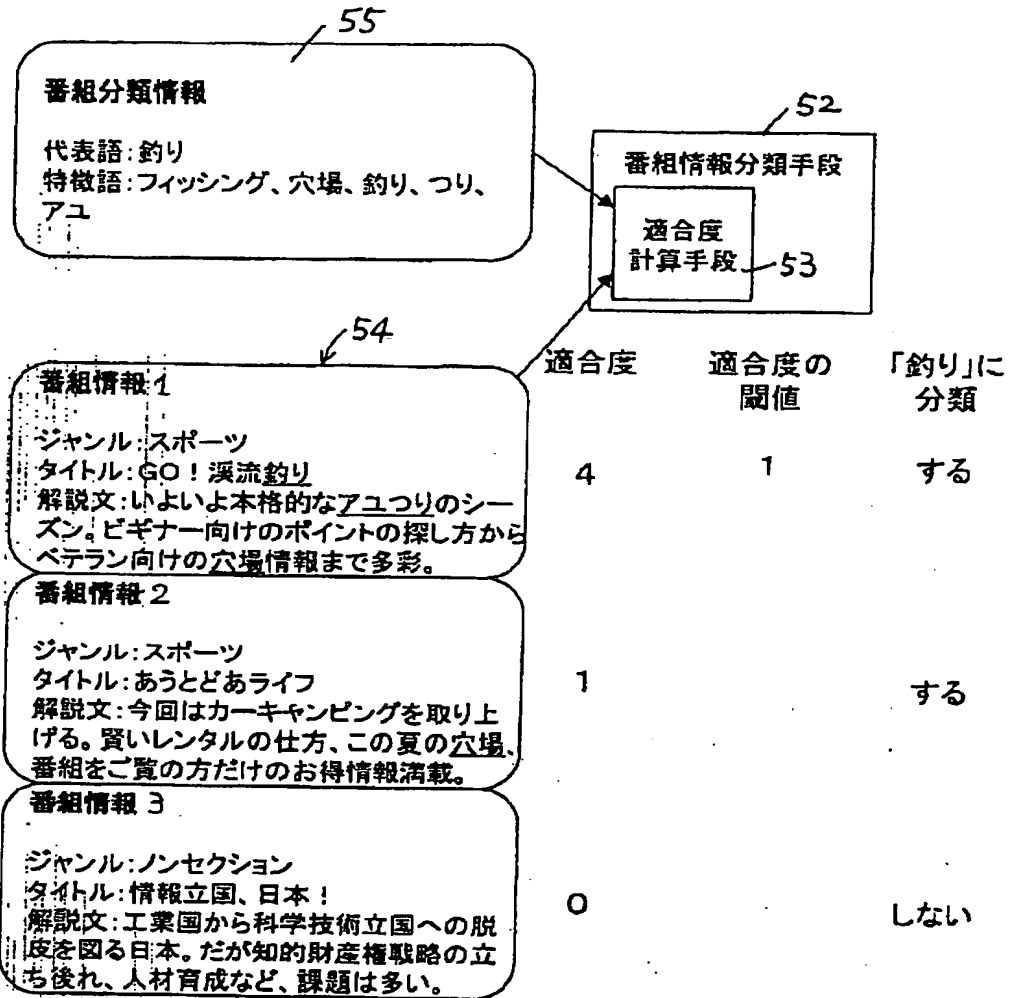 55
番組分類情報
代表語:釣り
特徴語:フィッシング、穴場、釣り、つり、
アユ
52
番組情報分類手段
適合度
計算手段
53
54
適合度
適合度の
閾値
「釣り」に
分類
番組情報1
ジャンル:スポーツ
タイトル:GO!渓流釣り
解説文:いよいよ本格的なアユつりのシー
ズン。ビギナー向けのポイントの探し方から
ベテラン向けの穴場情報まで多彩。
4
1
する
番組情報2
ジャンル:スポーツ
タイトル:あうとどあライフ
解説文:今回はカーキャンピングを取り上
げる。賢いレンタルの仕方、この夏の穴場、
番組をご覧の方だけのお得情報満載。
1
する
番組情報3
ジャンル:ノンセクション
タイトル:情報立国、日本!
解説文:工業国から科学技術立国への脱
皮を図る日本。だが知的財産権戦略の立
ち後れ、人材育成など、課題は多い。
0
しない